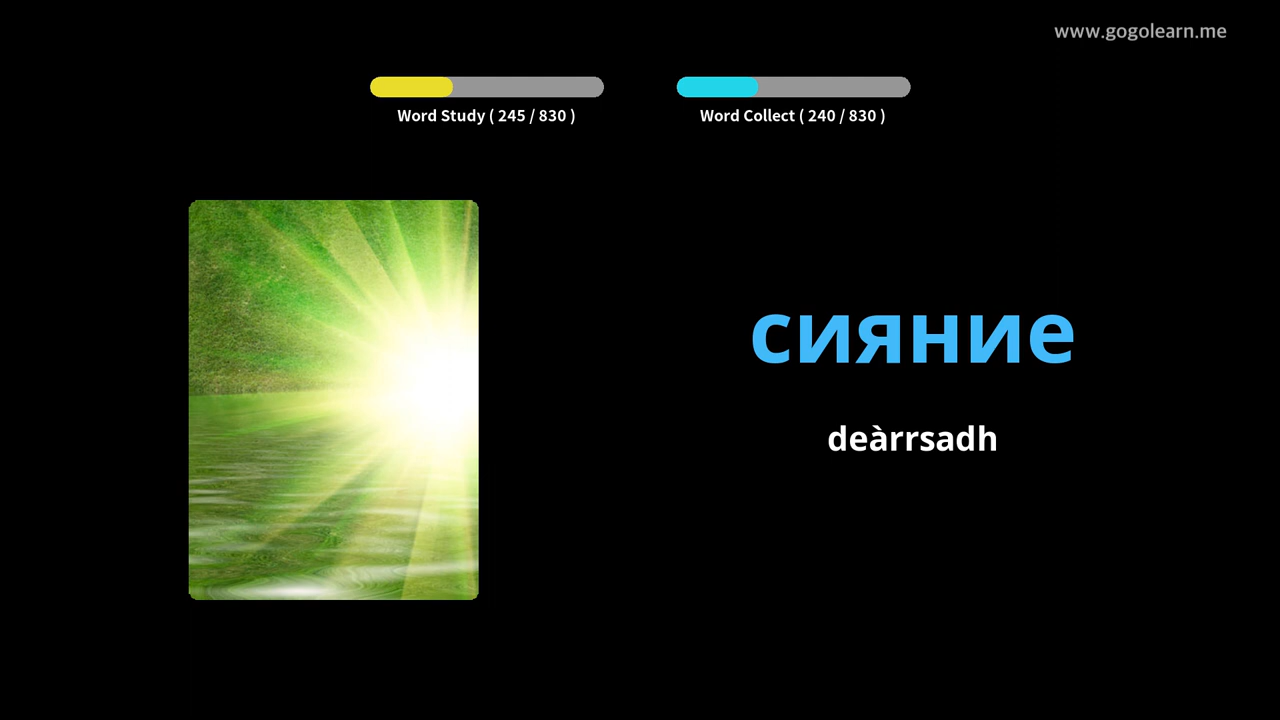 www.gogolearn.me
Word Study ( 245 / 830 )
Word Collect ( 240 / 830 )
сияние
deàrrsadh